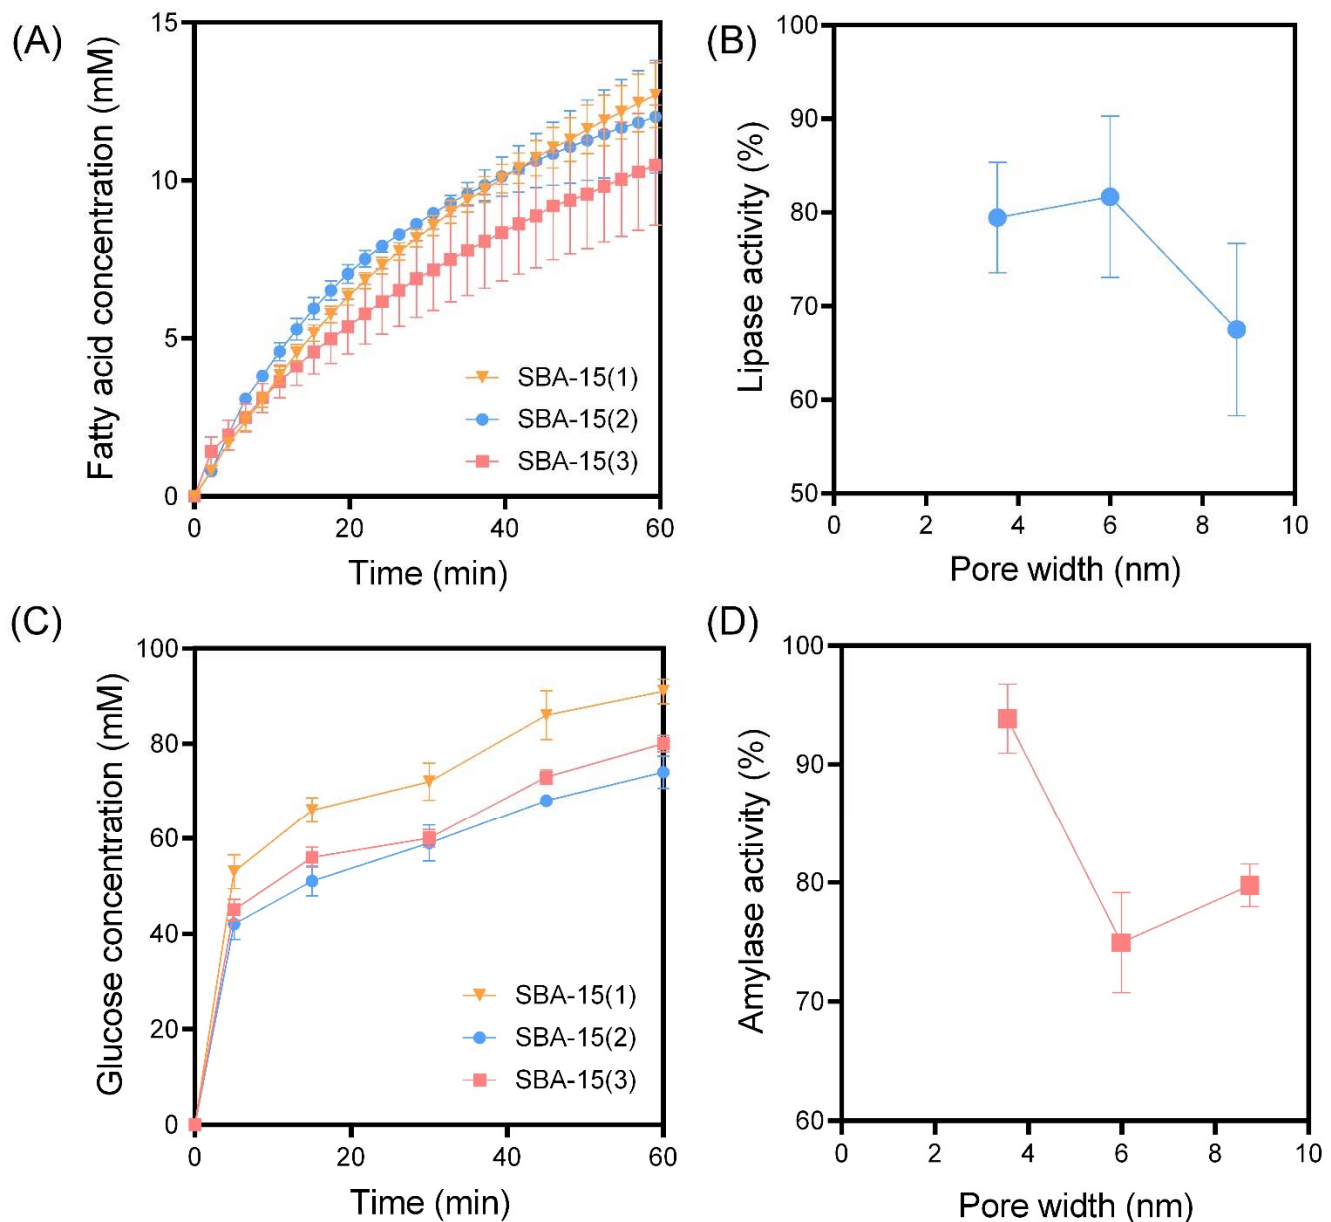 (A)
Fatty acid concentration (mM)
15
10
5
0
0 20 40 60
Time (min)
SBA-15(1)
SBA-15(2)
SBA-15(3)
(B)
Lipase activity (%)
100
90
80
70
60
50
0 2 4 6 8 10
Pore width (nm)
(C)
Glucose concentration (mM)
100
80
60
40
20
0
0 20 40 60
Time (min)
SBA-15(1)
SBA-15(2)
SBA-15(3)
(D)
Amylase activity (%)
100
90
80
70
60
0 2 4 6 8 10
Pore width (nm)